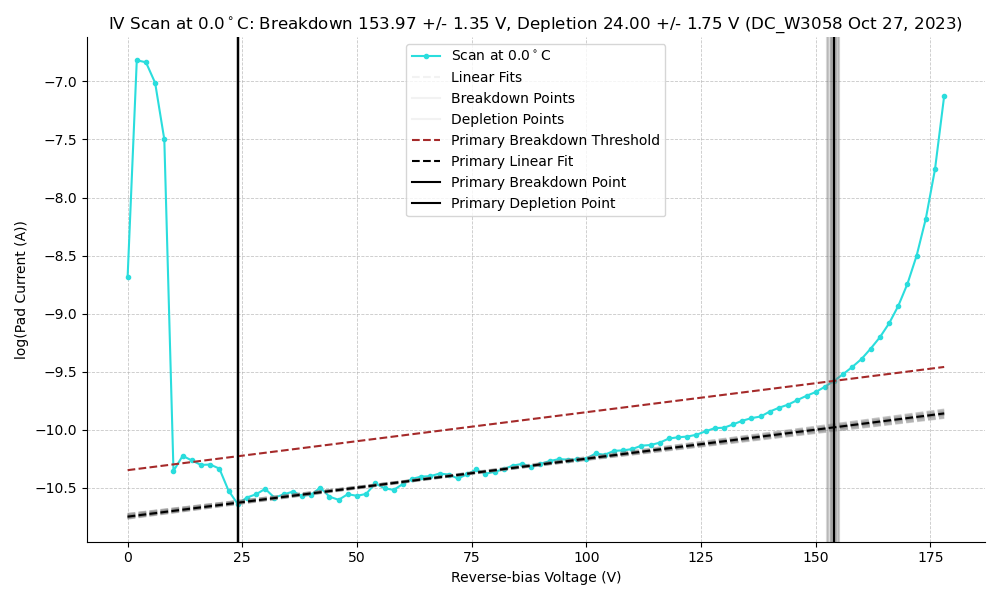 IV Scan at 0.0°C: Breakdown 153.97 +/- 1.35 V, Depletion 24.00 +/- 1.75 V (DC_W3058 Oct 27, 2023)
Scan at 0.0°C
Linear Fits
Breakdown Points
Depletion Points
Primary Breakdown Threshold
Primary Linear Fit
Primary Breakdown Point
Primary Depletion Point
log(Pad Current (A))
−7.0
−7.5
−8.0
−8.5
−9.0
−9.5
−10.0
−10.5
0 25 50 75 100 125 150 175
Reverse-bias Voltage (V)